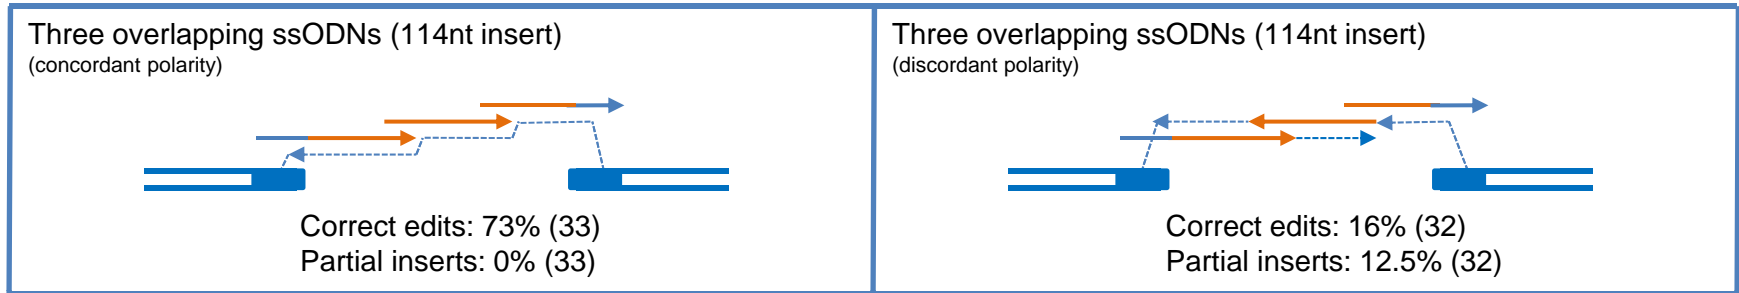 Three overlapping ssODNs (114nt insert)
(concordant polarity)
Correct edits: 73% (33)
Partial inserts: 0% (33)
Three overlapping ssODNs (114nt insert)
(discordant polarity)
Correct edits: 16% (32)
Partial inserts: 12.5% (32)